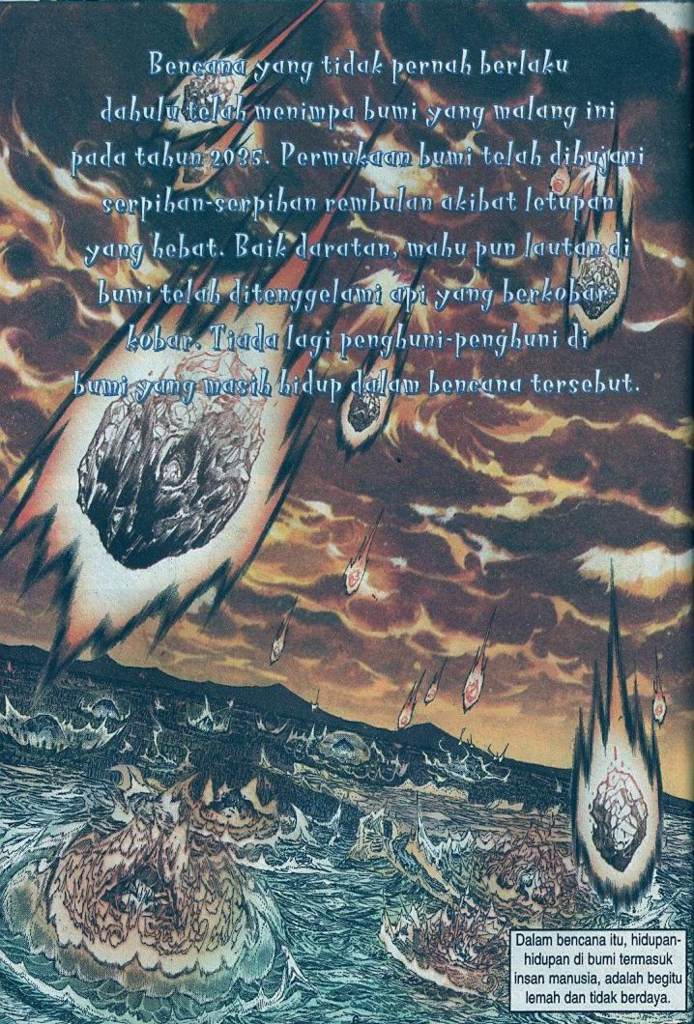 Bencana yang tidak pernah berlaku
dahulu telah menimpa bumi yang malang ini
pada tahun 2035. Permukaan bumi telah dihujani
serpihan-serpihan rembulan akibat letupan
yang hebat. Baik daratan, mahu pun lautan di
bumi telah ditenggelami api yang berkobar-
kobar. Tiada lagi penghuni-penghuni di
bumi yang masih hidup dalam bencana tersebut.
Dalam bencana itu, hidupan-
hidupan di bumi termasuk
insan manusia, adalah begitu
lemah dan tidak berdaya.